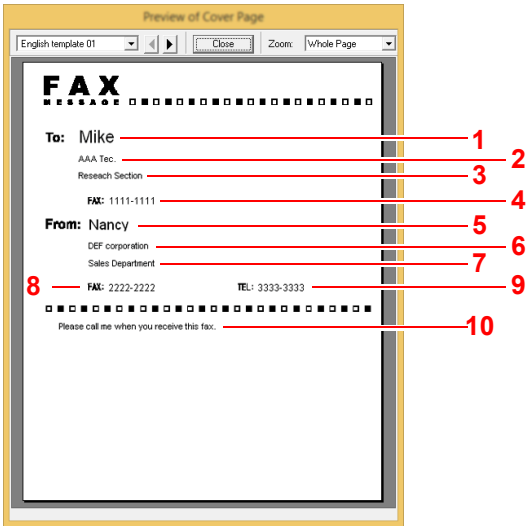 Preview of Cover Page
English template 01 Close Zoom: Whole Page
FAX
MESSAGE
To: Mike 1
AAA Tec. 2
Reseach Section 3
FAX: 1111-1111 4
From: Nancy 5
DEF corporation 6
Sales Department 7
8 FAX: 2222-2222 TEL: 3333-3333 9
Please call me when you receive this fax. 10